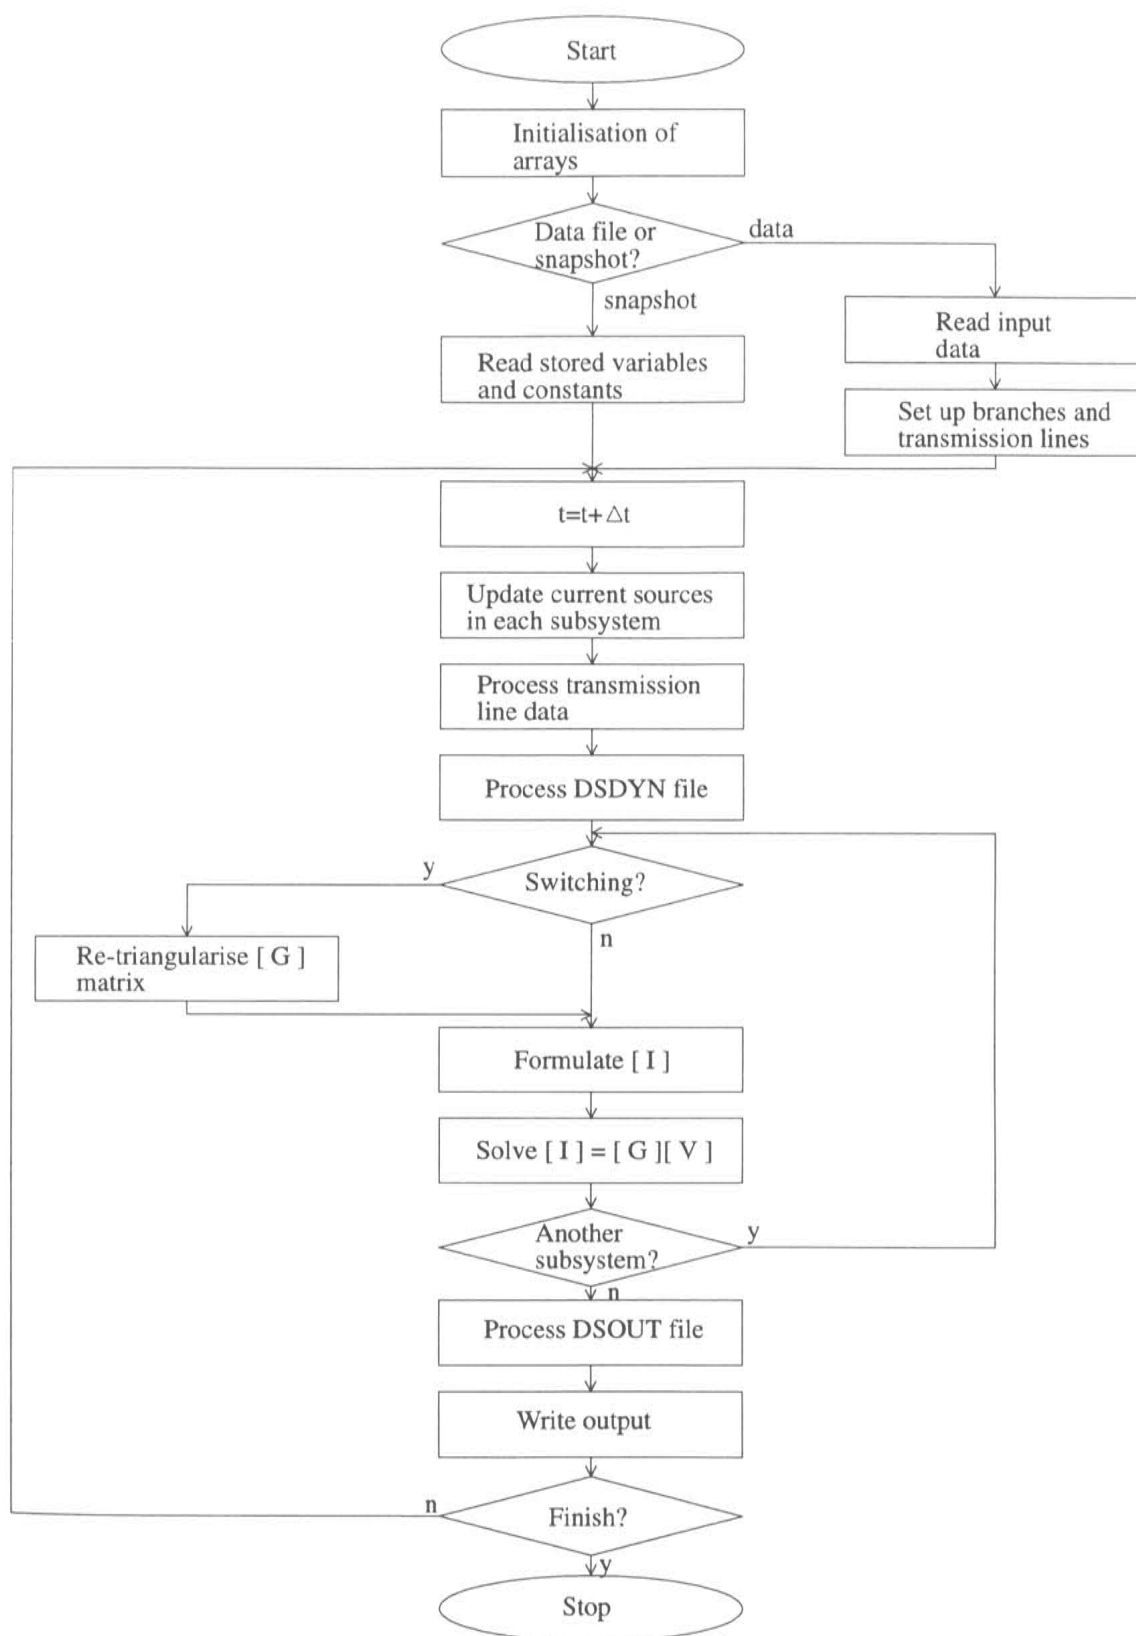 Start
Initialisation of
arrays
Data file or
snapshot?
data
snapshot
Read input
data
Read stored variables
and constants
Set up branches and
transmission lines
t=t+△t
Update current sources
in each subsystem
Process transmission
line data
Process DSDYN file
y
Switching?
n
Re-triangularise [ G ]
matrix
Formulate [ I ]
Solve [ I ] = [ G ][ V ]
Another
subsystem?
y
n
Process DSOUT file
Write output
n
Finish?
y
Stop